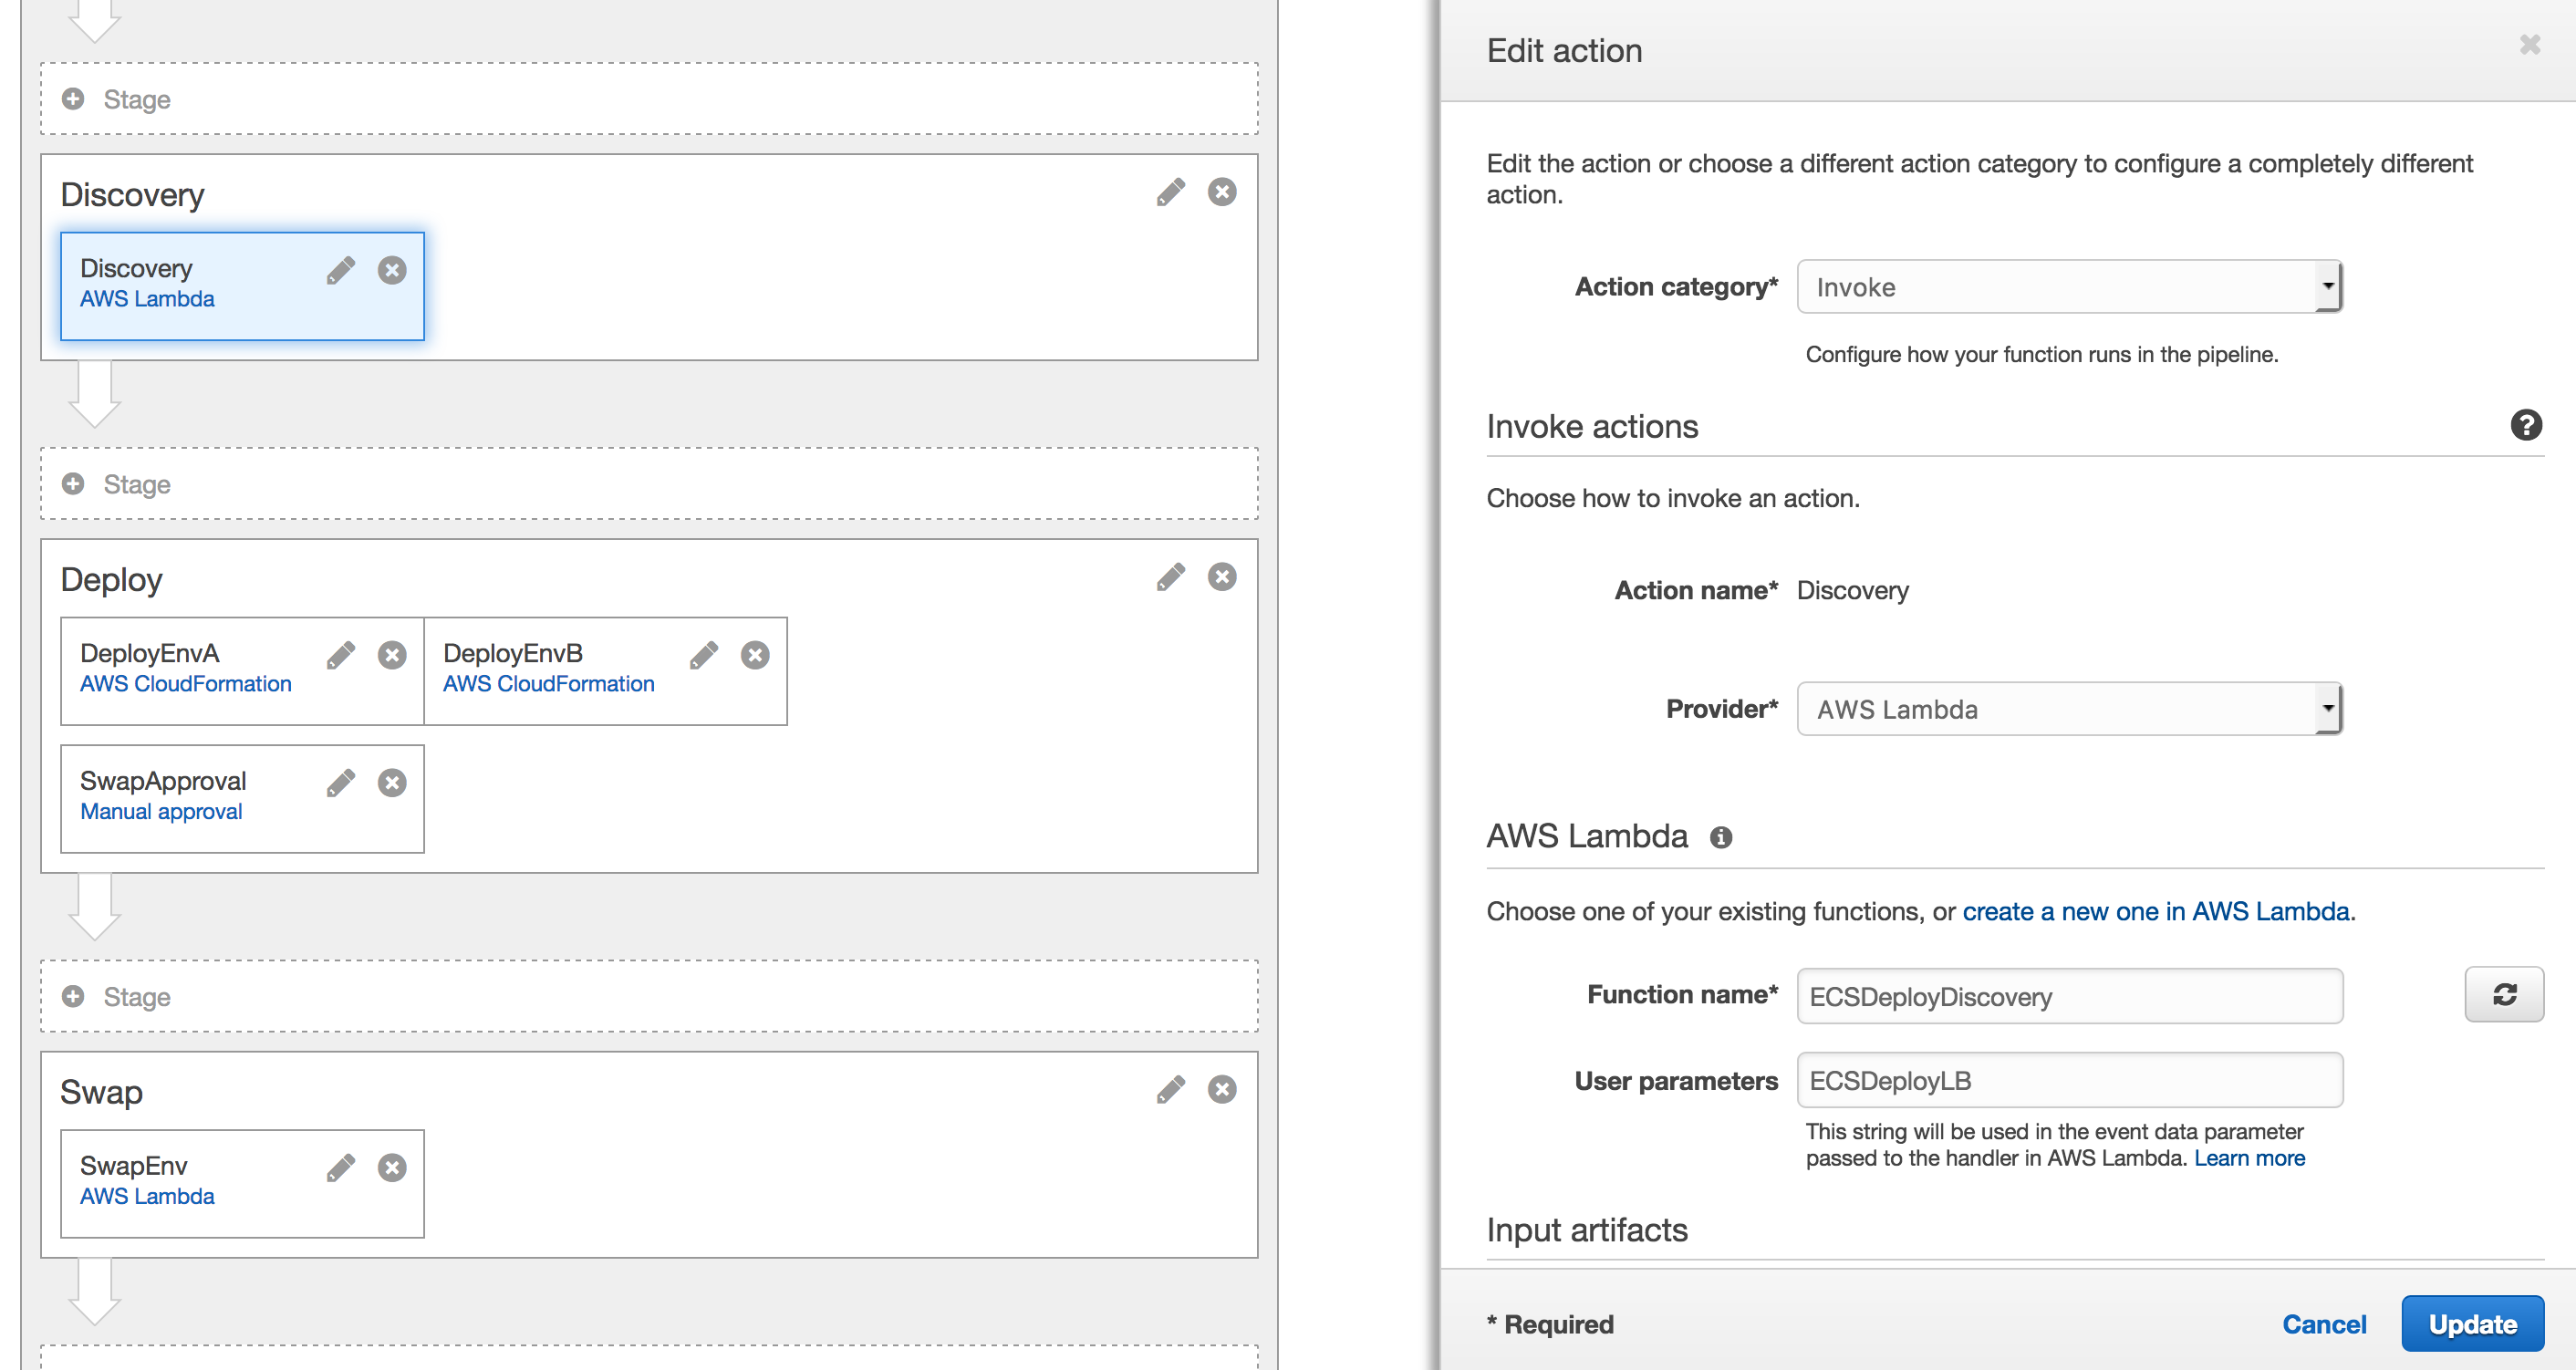 Stage
Discovery
Discovery
AWS Lambda
Stage
Deploy
DeployEnvA
AWS CloudFormation
DeployEnvB
AWS CloudFormation
SwapApproval
Manual approval
Stage
Swap
SwapEnv
AWS Lambda
Edit action
Edit the action or choose a different action category to configure a completely different
action.
Action category* Invoke
Configure how your function runs in the pipeline.
Invoke actions
Choose how to invoke an action.
Action name* Discovery
Provider* AWS Lambda
AWS Lambda
Choose one of your existing functions, or create a new one in AWS Lambda.
Function name* ECSDeployDiscovery
User parameters ECSDeployLB
This string will be used in the event data parameter
passed to the handler in AWS Lambda. Learn more
Input artifacts
* Required
Cancel
Update